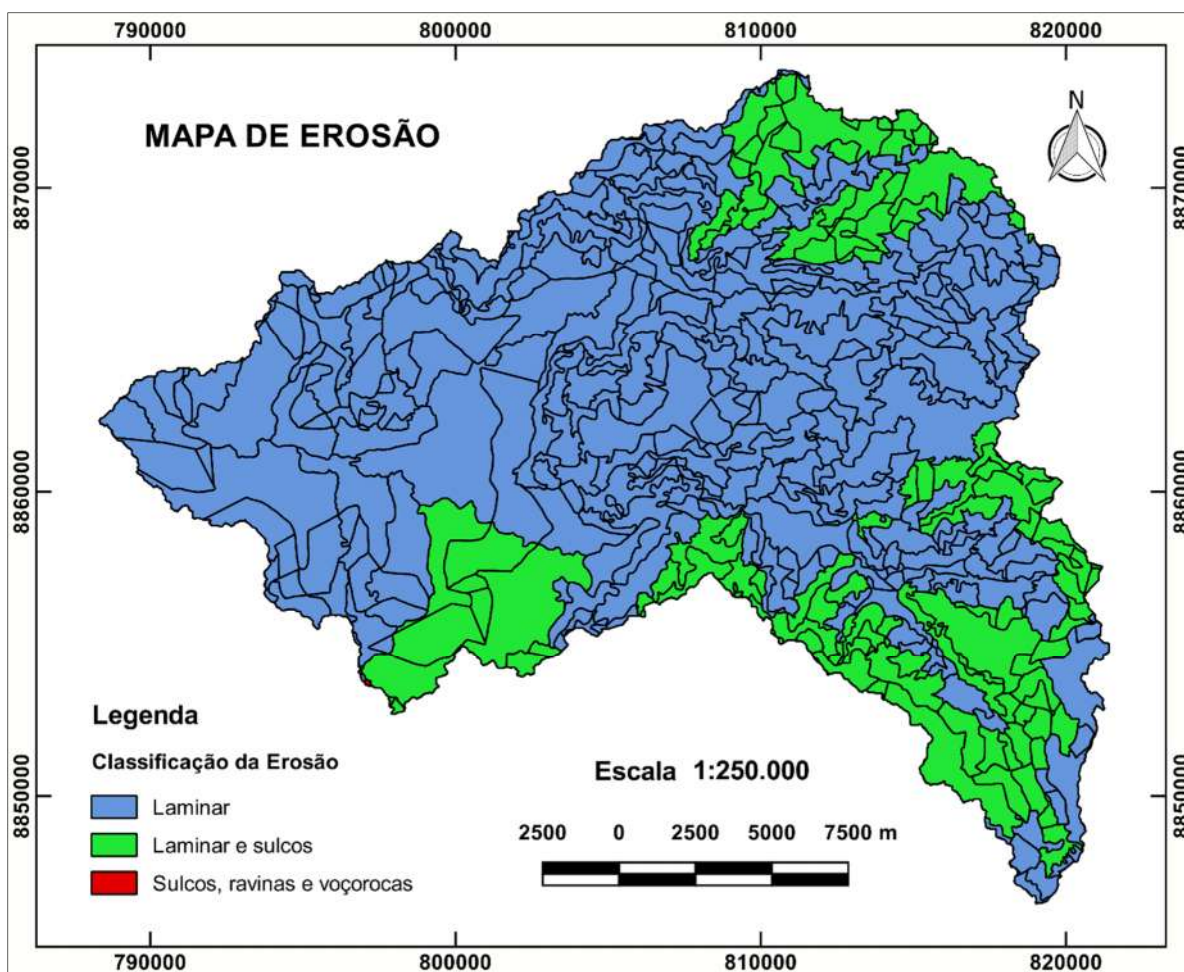 790000 800000 810000 820000
MAPA DE EROSÃO
N
8870000 8870000
8860000 8860000
Legenda
Classificação da Erosão
Laminar
Laminar e sulcos
Sulcos, ravinas e voçorocas
Escala 1:250.000
2500 0 2500 5000 7500 m
8850000 8850000
790000 800000 810000 820000